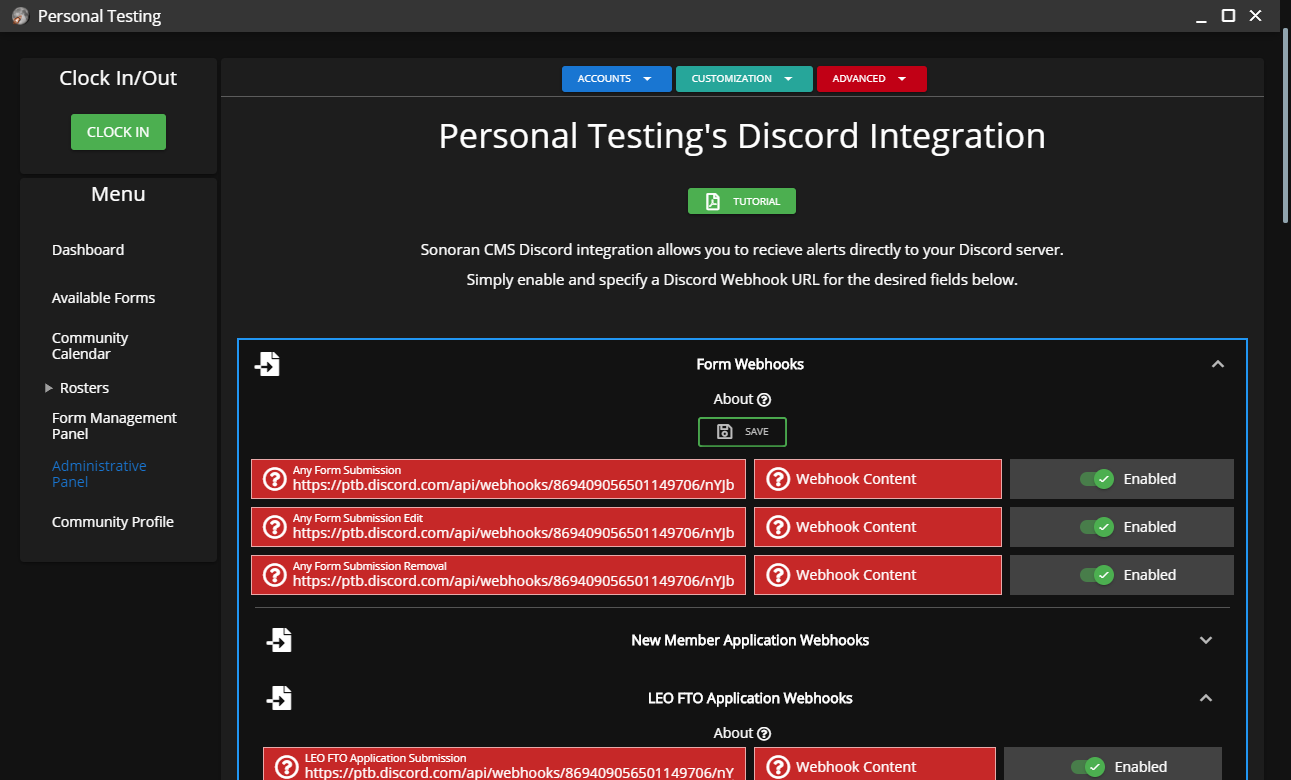 Personal Testing
Clock In/Out
CLOCK IN
Menu
Dashboard
Available Forms
Community
Calendar
Rosters
Form Management
Panel
Administrative
Panel
Community Profile
ACCOUNTS
CUSTOMIZATION
ADVANCED
Personal Testing's Discord Integration
TUTORIAL
Sonoran CMS Discord integration allows you to recieve alerts directly to your Discord server.
Simply enable and specify a Discord Webhook URL for the desired fields below.
Form Webhooks
About
SAVE
Any Form Submission
https://ptb.discord.com/api/webhooks/869409056501149706/nYJb
Webhook Content
Enabled
Any Form Submission Edit
https://ptb.discord.com/api/webhooks/869409056501149706/nYJb
Webhook Content
Enabled
Any Form Submission Removal
https://ptb.discord.com/api/webhooks/869409056501149706/nYJb
Webhook Content
Enabled
New Member Application Webhooks
LEO FTO Application Webhooks
About
LEO FTO Application Submission
https://ptb.discord.com/api/webhooks/869409056501149706/nY
Webhook Content
Enabled